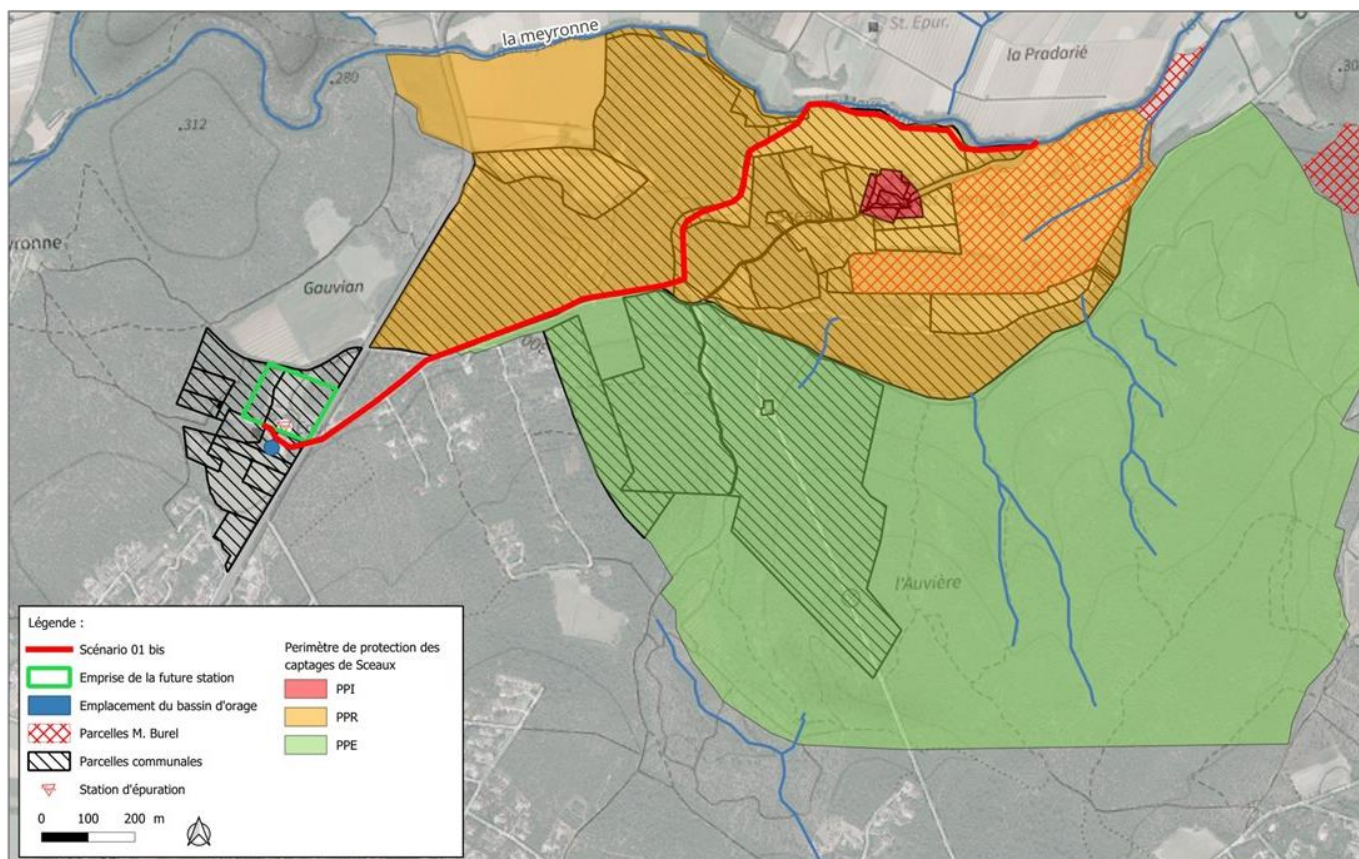 la meyronne
St. Epur.
la Pradarié
.280
.312
Gauvian
l'Auvière
Légende :
Scénario 01 bis
Emprise de la future station
Emplacement du bassin d'orage
Parcelles M. Burel
Parcelles communales
Station d'épuration
0 100 200 m
Perimètre de protection des
captages de Sceaux
PPI
PPR
PPE